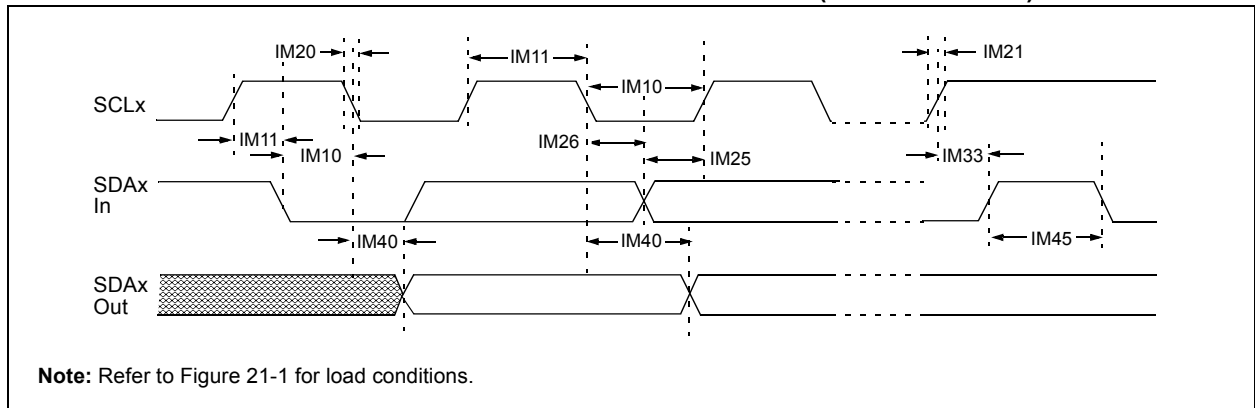 IM20
IM11
IM21
IM10
SCLx
IM11
IM10
IM26
IM25
IM33
SDAx
In
IM40
IM40
IM45
SDAx
Out
Note: Refer to Figure 21-1 for load conditions.